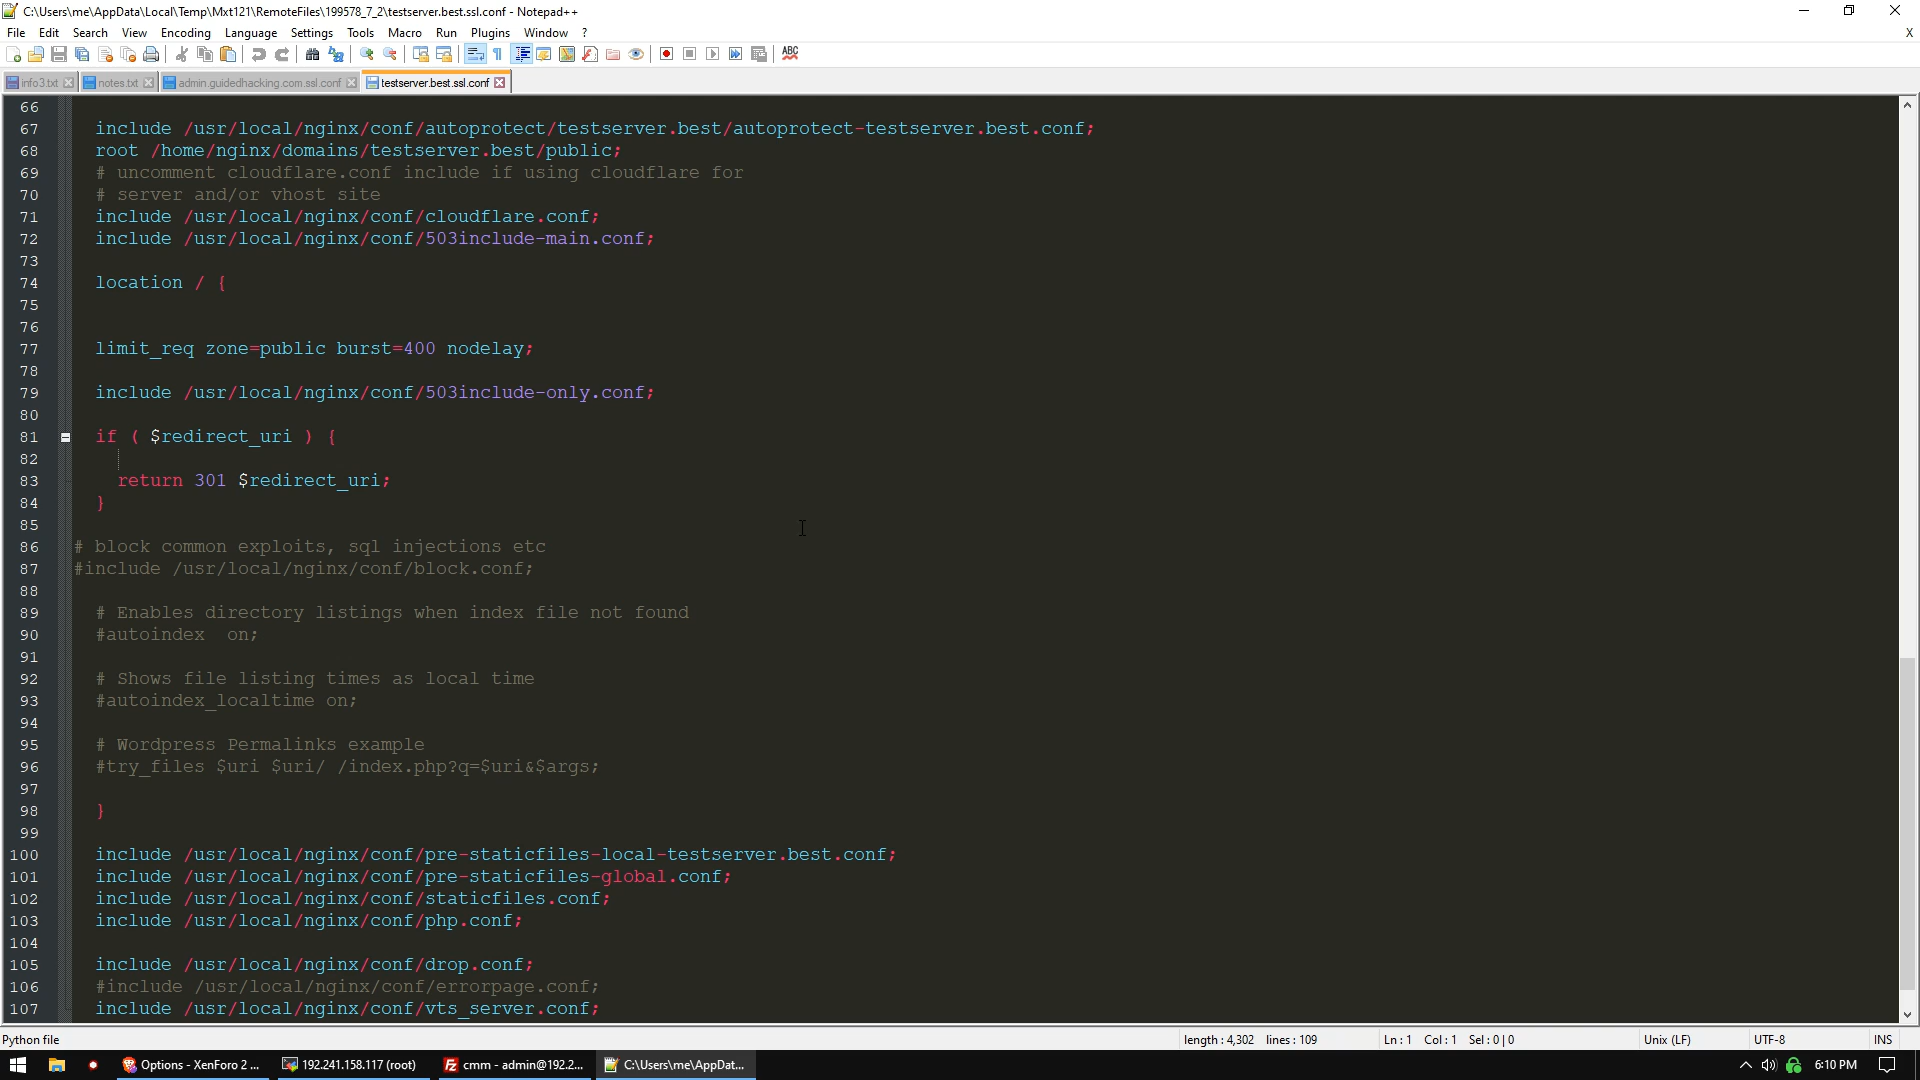 C:\Users\me\AppData\Local\Temp\Mxt121\RemoteFiles\199578_7_2\testserver.best.ssl.conf - Notepad++
File Edit Search View Encoding Language Settings Tools Macro Run Plugins Window ? X
info3.txt notes.txt admin.guidedhacking.com.ssl.conf testserver.best.ssl.conf
66
67 include /usr/local/nginx/conf/autoprotect/testserver.best/autoprotect-testserver.best.conf;
68 root /home/nginx/domains/testserver.best/public;
69 # uncomment cloudflare.conf include if using cloudflare for
70 # server and/or vhost site
71 include /usr/local/nginx/conf/cloudflare.conf;
72 include /usr/local/nginx/conf/503include-main.conf;
73
74 location / {
75
76
77 limit_req zone=public burst=400 nodelay;
78
79 include /usr/local/nginx/conf/503include-only.conf;
80
81 if ( $redirect_uri ) {
82
83 return 301 $redirect_uri;
84 }
85
86 # block common exploits, sql injections etc
87 #include /usr/local/nginx/conf/block.conf;
88
89 # Enables directory listings when index file not found
90 #autoindex  on;
91
92 # Shows file listing times as local time
93 #autoindex_localtime on;
94
95 # Wordpress Permalinks example
96 #try_files $uri $uri/ /index.php?q=$uri&$args;
97
98 }
99
100 include /usr/local/nginx/conf/pre-staticfiles-local-testserver.best.conf;
101 include /usr/local/nginx/conf/pre-staticfiles-global.conf;
102 include /usr/local/nginx/conf/staticfiles.conf;
103 include /usr/local/nginx/conf/php.conf;
104
105 include /usr/local/nginx/conf/drop.conf;
106 #include /usr/local/nginx/conf/errorpage.conf;
107 include /usr/local/nginx/conf/vts_server.conf;
Python file length : 4,302 lines : 109 Ln : 1 Col : 1 Sel : 0 | 0 Unix (LF) UTF-8 INS
Options - XenForo 2 ... 192.241.158.117 (root) cmm - admin@192.2... C:\Users\me\AppDat... 6:10 PM